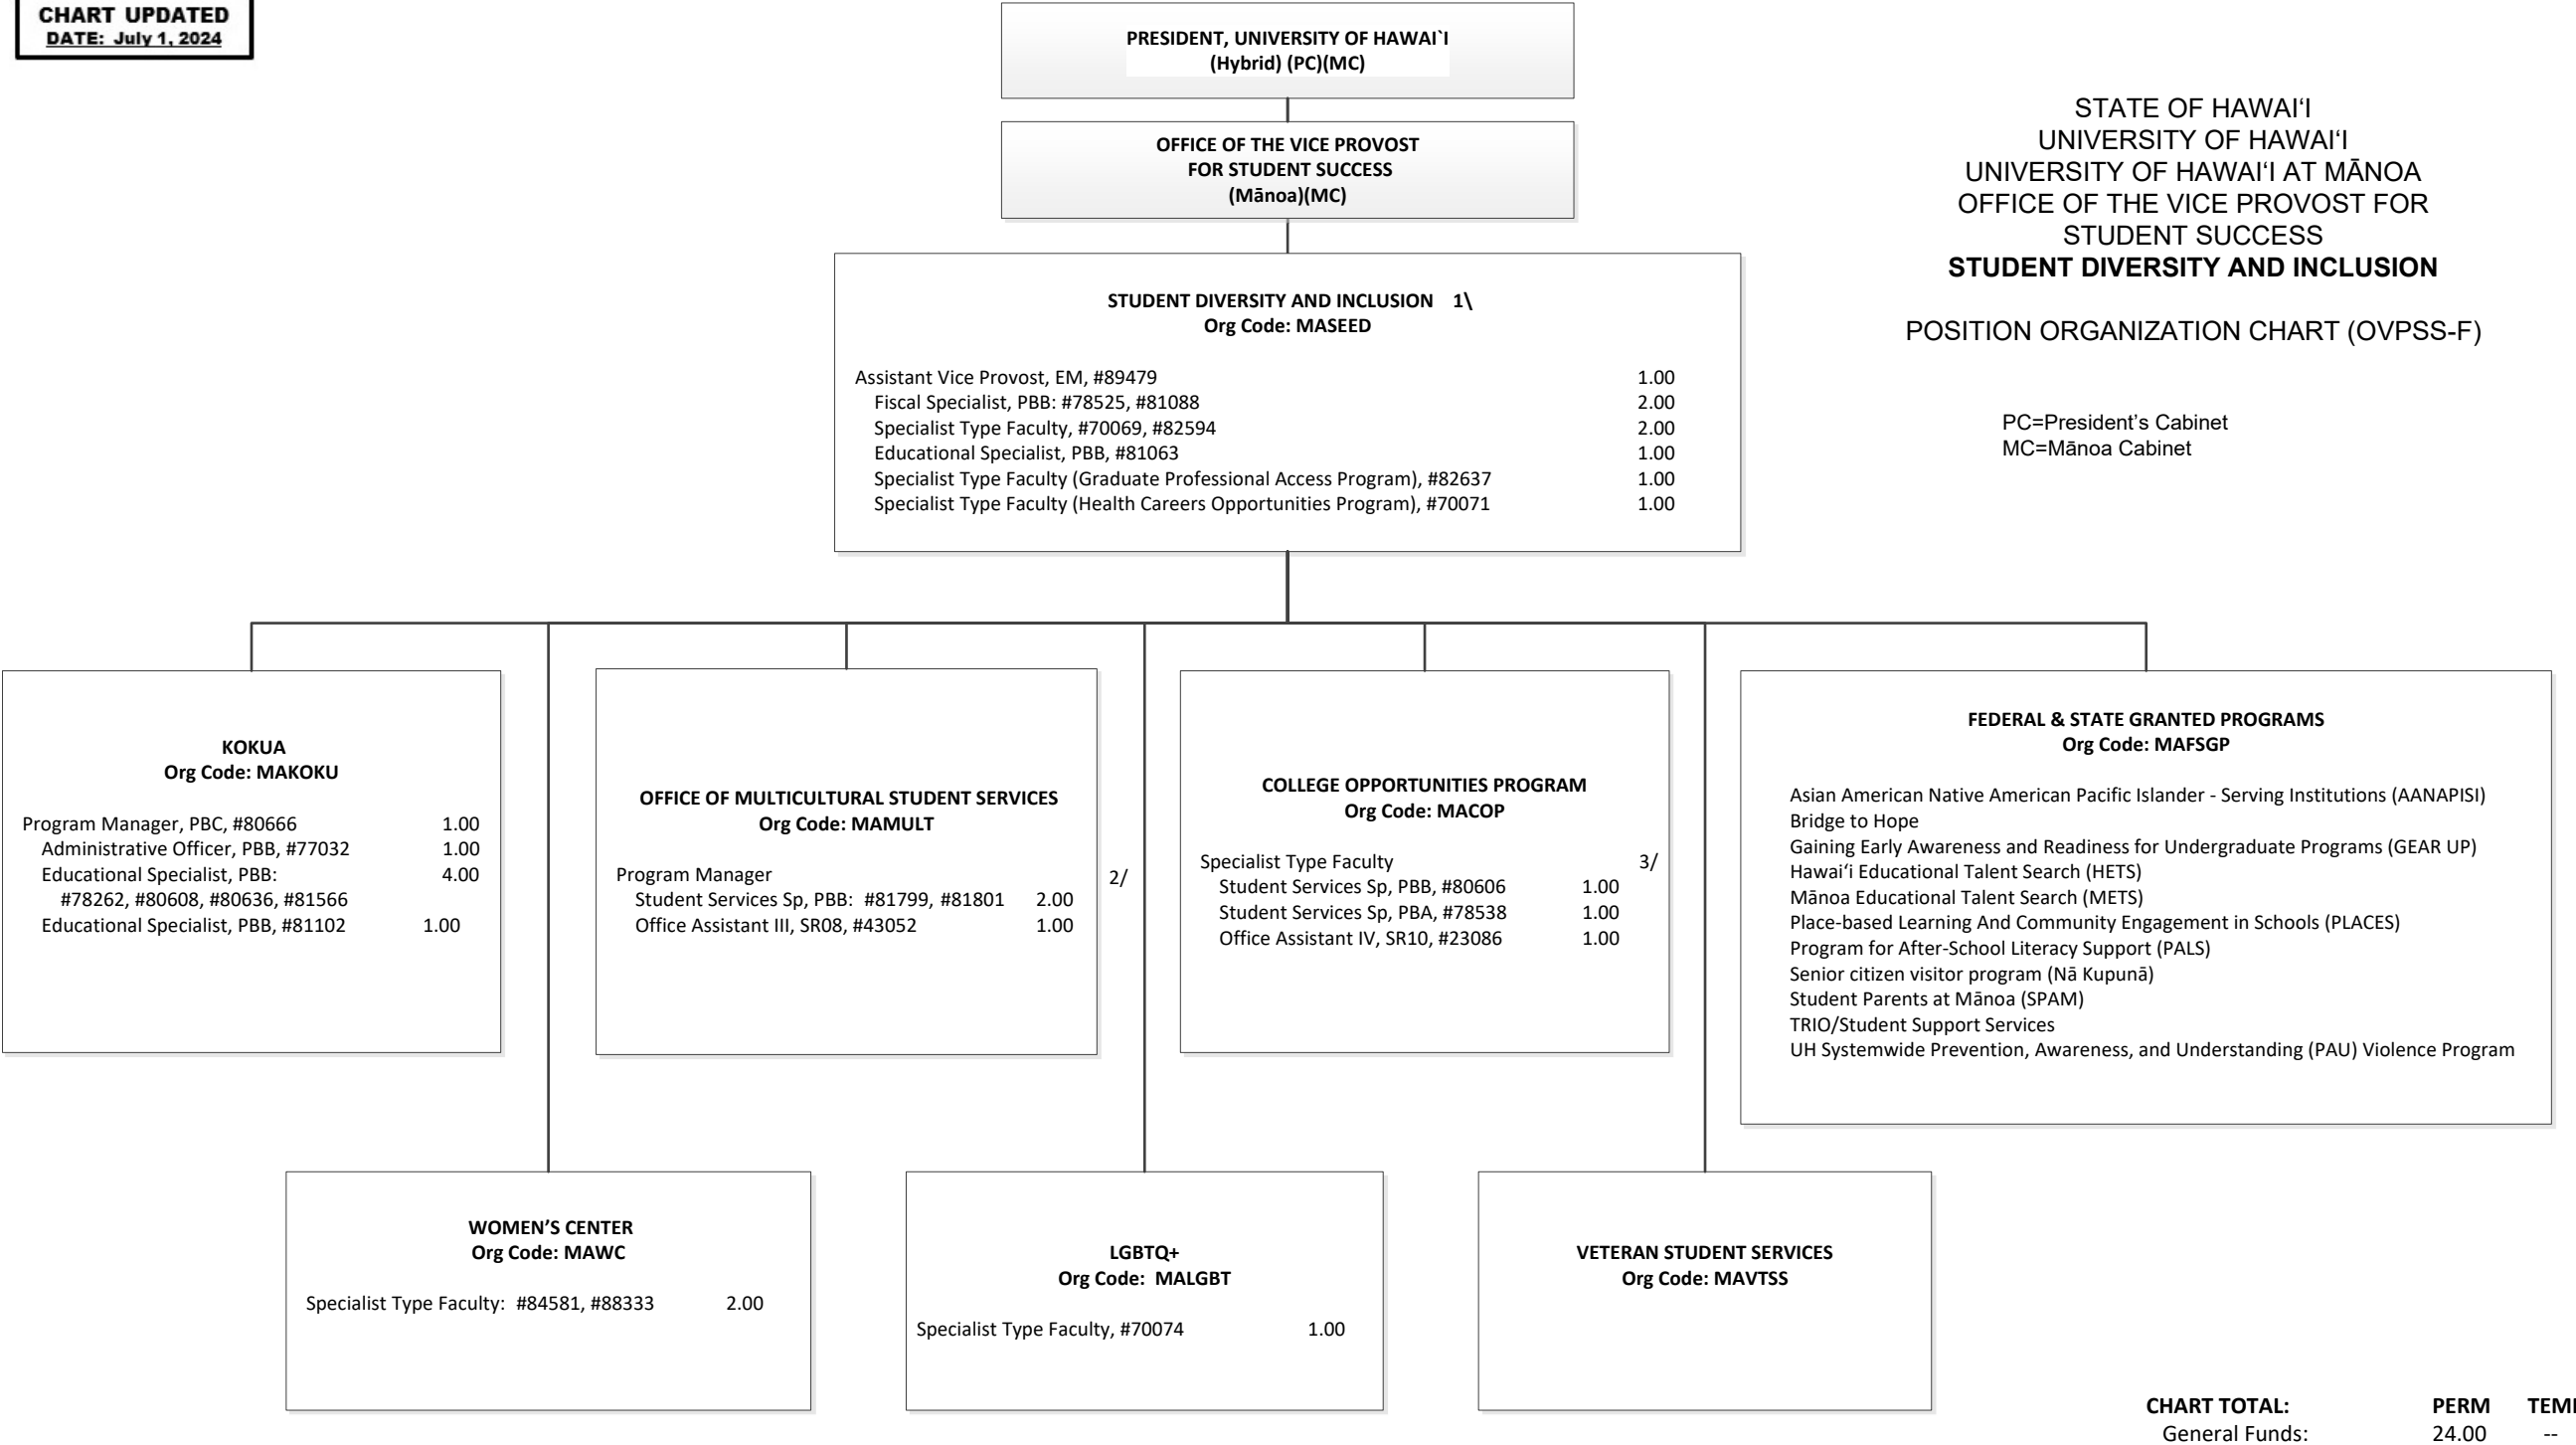 CHART UPDATED
DATE: July 1, 2024
PRESIDENT, UNIVERSITY OF HAWAI`I
(Hybrid) (PC)(MC)
OFFICE OF THE VICE PROVOST
FOR STUDENT SUCCESS
(Mānoa)(MC)
STATE OF HAWAI‘I
UNIVERSITY OF HAWAI‘I
UNIVERSITY OF HAWAI‘I AT MĀNOA
OFFICE OF THE VICE PROVOST FOR
STUDENT SUCCESS
STUDENT DIVERSITY AND INCLUSION
POSITION ORGANIZATION CHART (OVPSS-F)
PC=President’s Cabinet
MC=Mānoa Cabinet
STUDENT DIVERSITY AND INCLUSION 1\
Org Code: MASEED
Assistant Vice Provost, EM, #89479 1.00
Fiscal Specialist, PBB: #78525, #81088 2.00
Specialist Type Faculty, #70069, #82594 2.00
Educational Specialist, PBB, #81063 1.00
Specialist Type Faculty (Graduate Professional Access Program), #82637 1.00
Specialist Type Faculty (Health Careers Opportunities Program), #70071 1.00
KOKUA
Org Code: MAKOKU
Program Manager, PBC, #80666 1.00
Administrative Officer, PBB, #77032 1.00
Educational Specialist, PBB: 4.00
#78262, #80608, #80636, #81566
Educational Specialist, PBB, #81102 1.00
OFFICE OF MULTICULTURAL STUDENT SERVICES
Org Code: MAMULT
Program Manager 2/
Student Services Sp, PBB: #81799, #81801 2.00
Office Assistant III, SR08, #43052 1.00
COLLEGE OPPORTUNITIES PROGRAM
Org Code: MACOP
Specialist Type Faculty 3/
Student Services Sp, PBB, #80606 1.00
Student Services Sp, PBA, #78538 1.00
Office Assistant IV, SR10, #23086 1.00
FEDERAL & STATE GRANTED PROGRAMS
Org Code: MAFSGP
Asian American Native American Pacific Islander - Serving Institutions (AANAPISI)
Bridge to Hope
Gaining Early Awareness and Readiness for Undergraduate Programs (GEAR UP)
Hawai‘i Educational Talent Search (HETS)
Mānoa Educational Talent Search (METS)
Place-based Learning And Community Engagement in Schools (PLACES)
Program for After-School Literacy Support (PALS)
Senior citizen visitor program (Nā Kupunā)
Student Parents at Mānoa (SPAM)
TRIO/Student Support Services
UH Systemwide Prevention, Awareness, and Understanding (PAU) Violence Program
WOMEN’S CENTER
Org Code: MAWC
Specialist Type Faculty: #84581, #88333 2.00
LGBTQ+
Org Code: MALGBT
Specialist Type Faculty, #70074 1.00
VETERAN STUDENT SERVICES
Org Code: MAVTSS
CHART TOTAL: PERM
General Funds: 24.00 --